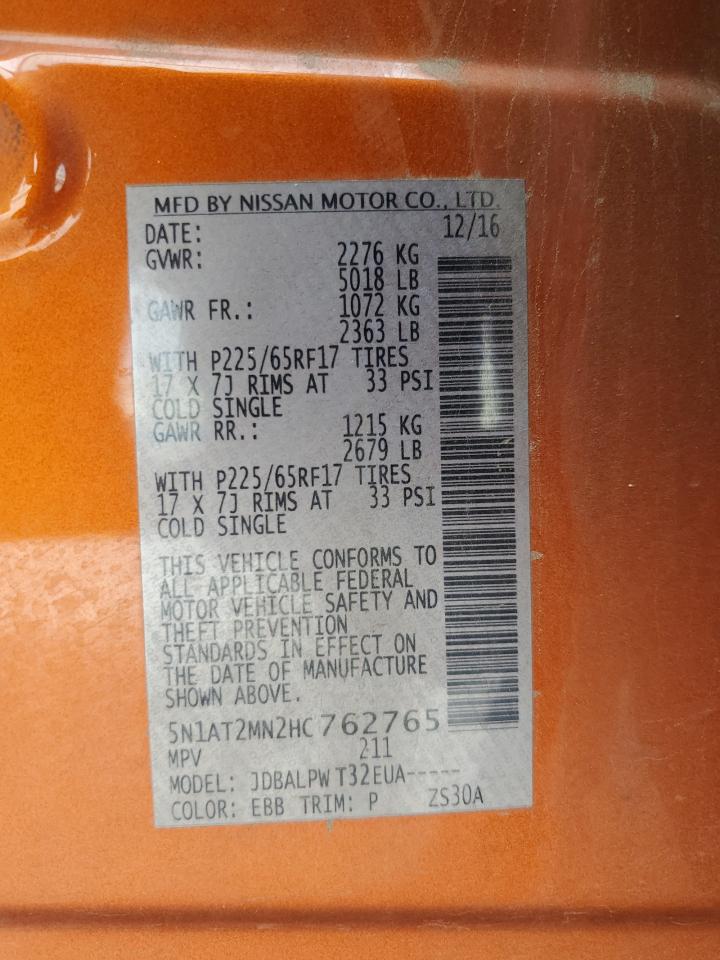 MFD BY NISSAN MOTOR CO., LTD.
DATE: 12/16
GVWR: 2276 KG
5018 LB
GAWR FR.: 1072 KG
2363 LB
WITH P225/65RF17 TIRES
17 X 7J RIMS AT 33 PSI
COLD SINGLE
GAWR RR.: 1215 KG
2679 LB
WITH P225/65RF17 TIRES
17 X 7J RIMS AT 33 PSI
COLD SINGLE
THIS VEHICLE CONFORMS TO
ALL APPLICABLE FEDERAL
MOTOR VEHICLE SAFETY AND
THEFT PREVENTION
STANDARDS IN EFFECT ON
THE DATE OF MANUFACTURE
SHOWN ABOVE.
5N1AT2MN2HC762765
MPV 211
MODEL: JDBALPWT32EUA-----
COLOR: EBB TRIM: P ZS30A